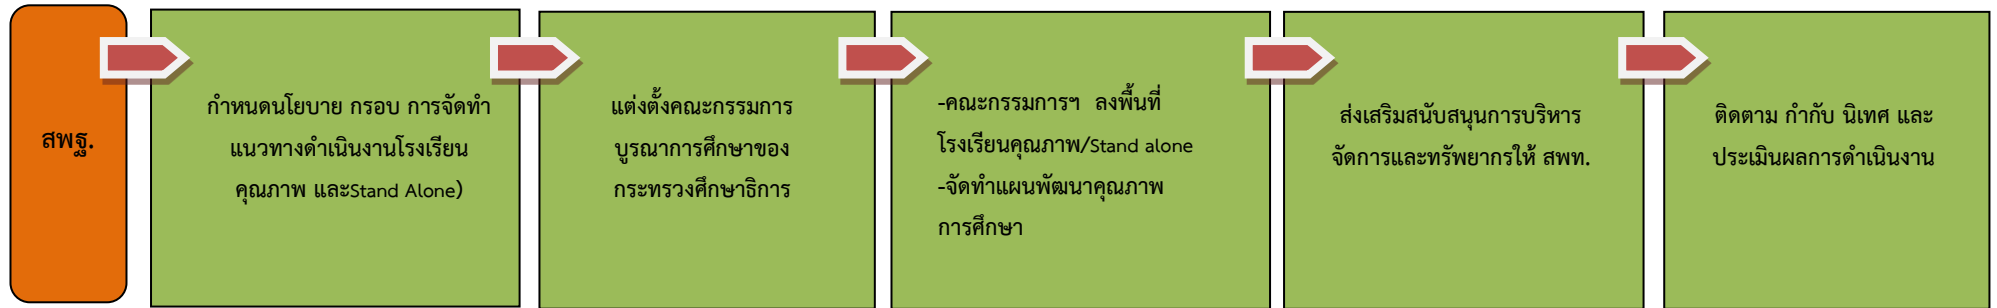 สพฐ.
กำหนดนโยบาย กรอบ การจัดทำ
แนวทางดำเนินงานโรงเรียน
คุณภาพ และStand Alone)
แต่งตั้งคณะกรรมการ
บูรณาการศึกษาของ
กระทรวงศึกษาธิการ
-คณะกรรมการฯ ลงพื้นที่
โรงเรียนคุณภาพ/Stand alone
-จัดทำแผนพัฒนาคุณภาพ
การศึกษา
ส่งเสริมสนับสนุนการบริหาร
จัดการและทรัพยากรให้ สพท.
ติดตาม กำกับ นิเทศ และ
ประเมินผลการดำเนินงาน